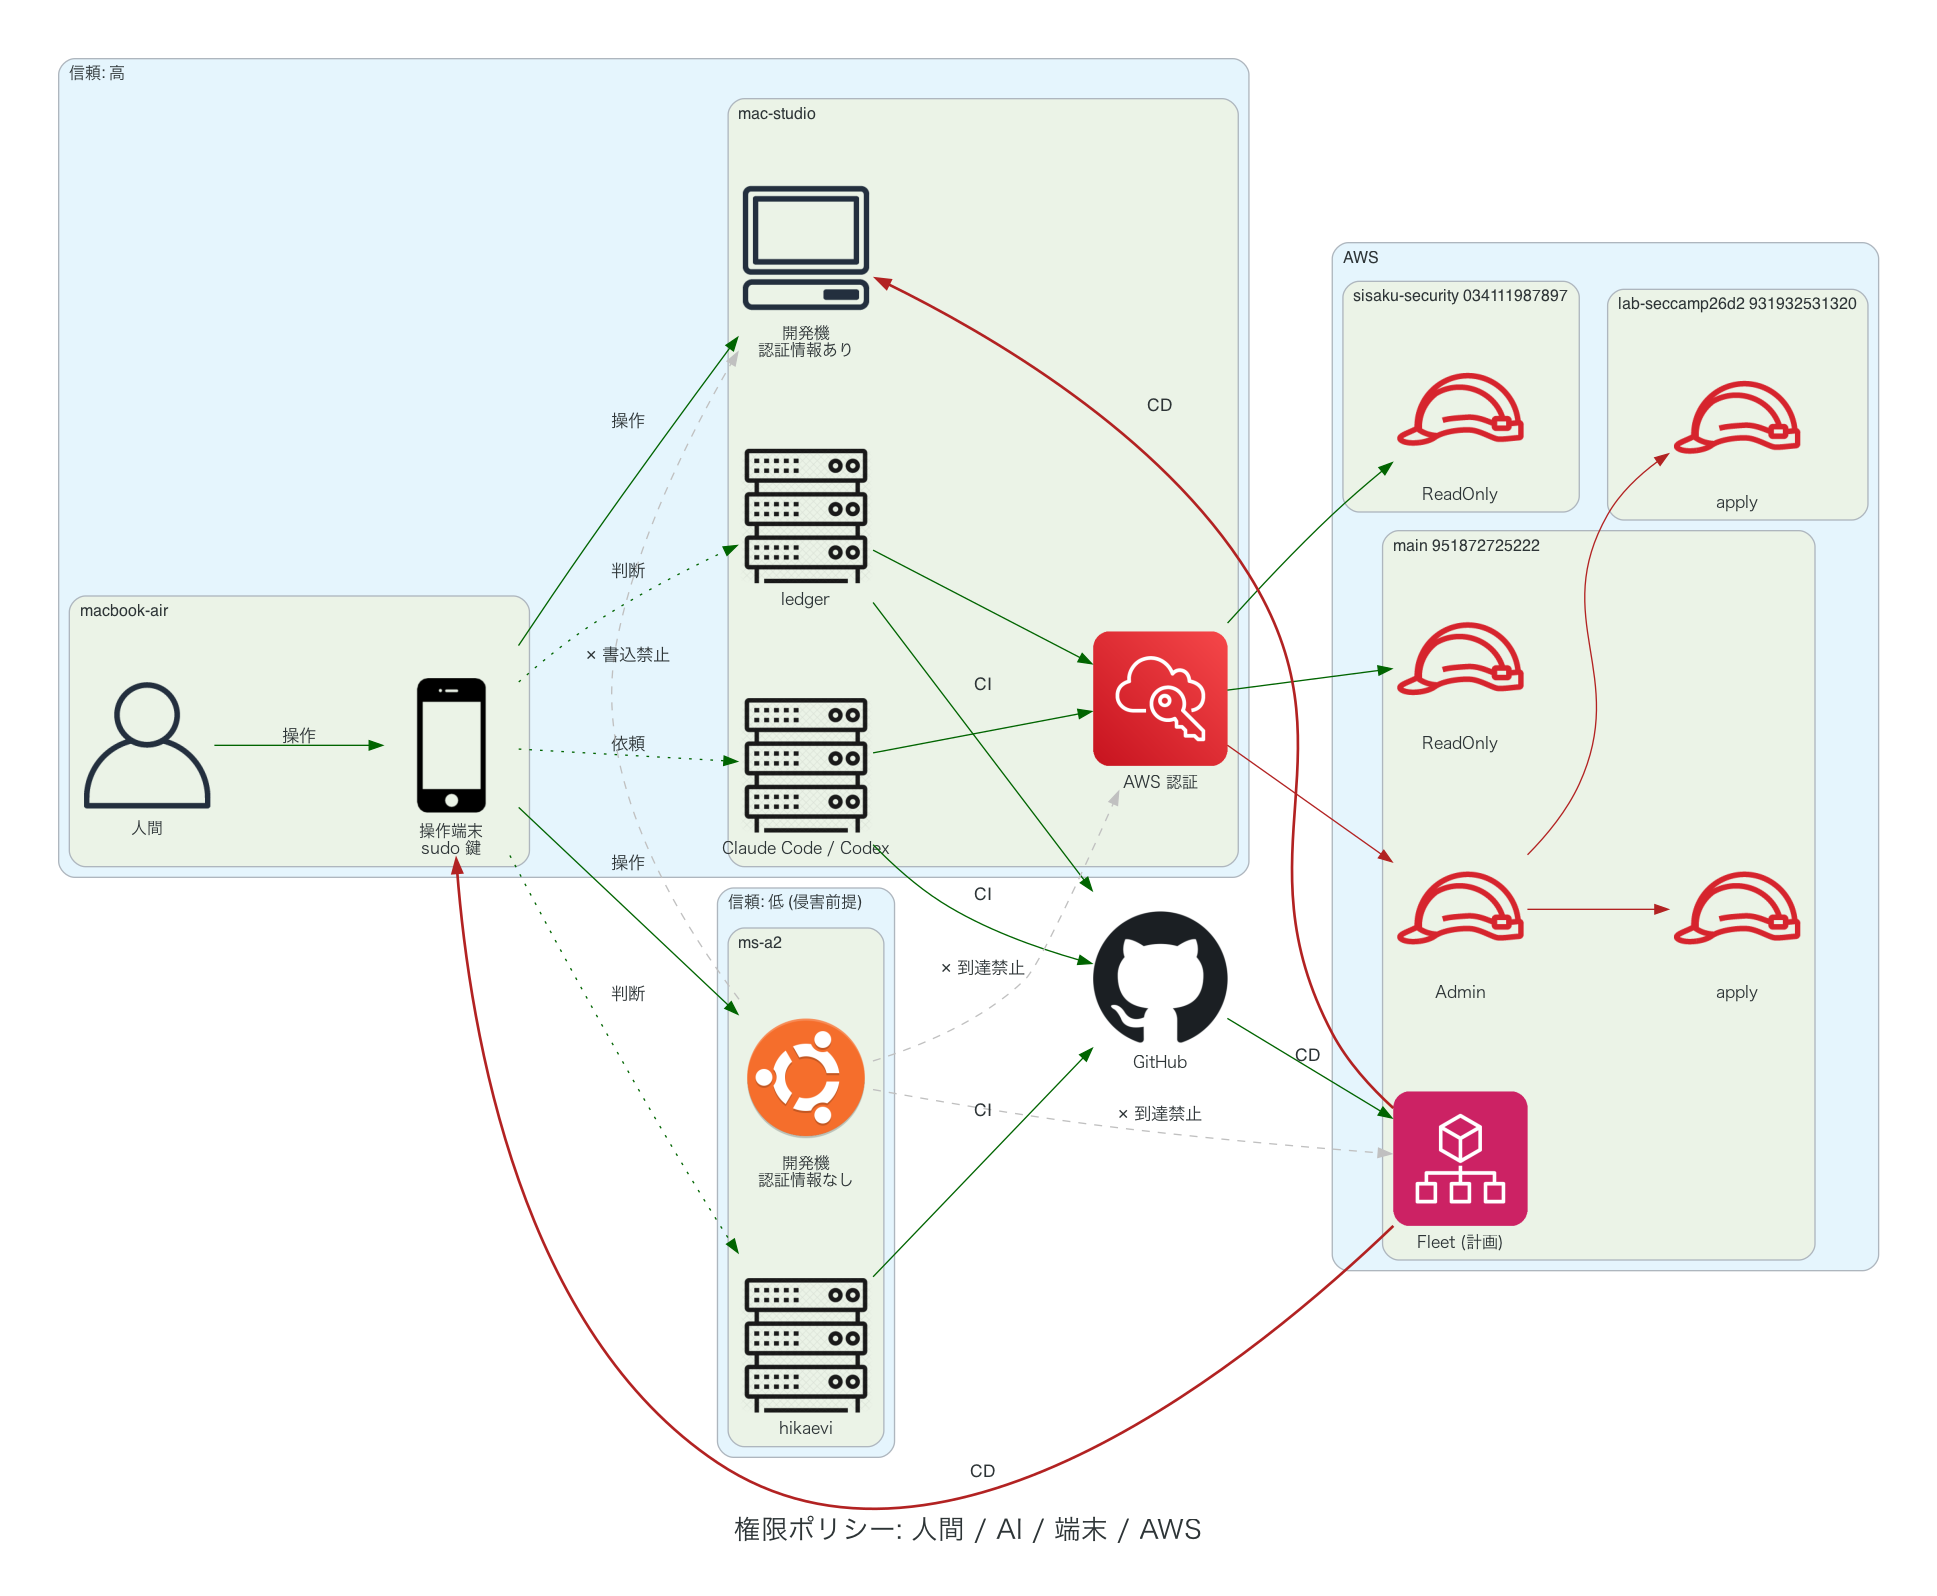 信頼: 高
mac-studio
開発機
認証情報あり
CD
操作
ledger
判断
× 書込禁止
CI
macbook-air
人間
操作
操作端末
sudo 鍵
依頼
Claude Code / Codex
AWS 認証
操作
CI
AWS
sisaku-security 034111987897
ReadOnly
lab-seccamp26d2 931932531320
apply
main 951872725222
ReadOnly
Admin
apply
信頼: 低 (侵害前提)
ms-a2
× 到達禁止
判断
GitHub
CD
CI
× 到達禁止
開発機
認証情報なし
Fleet (計画)
hikaevi
CD
権限ポリシー: 人間 / AI / 端末 / AWS